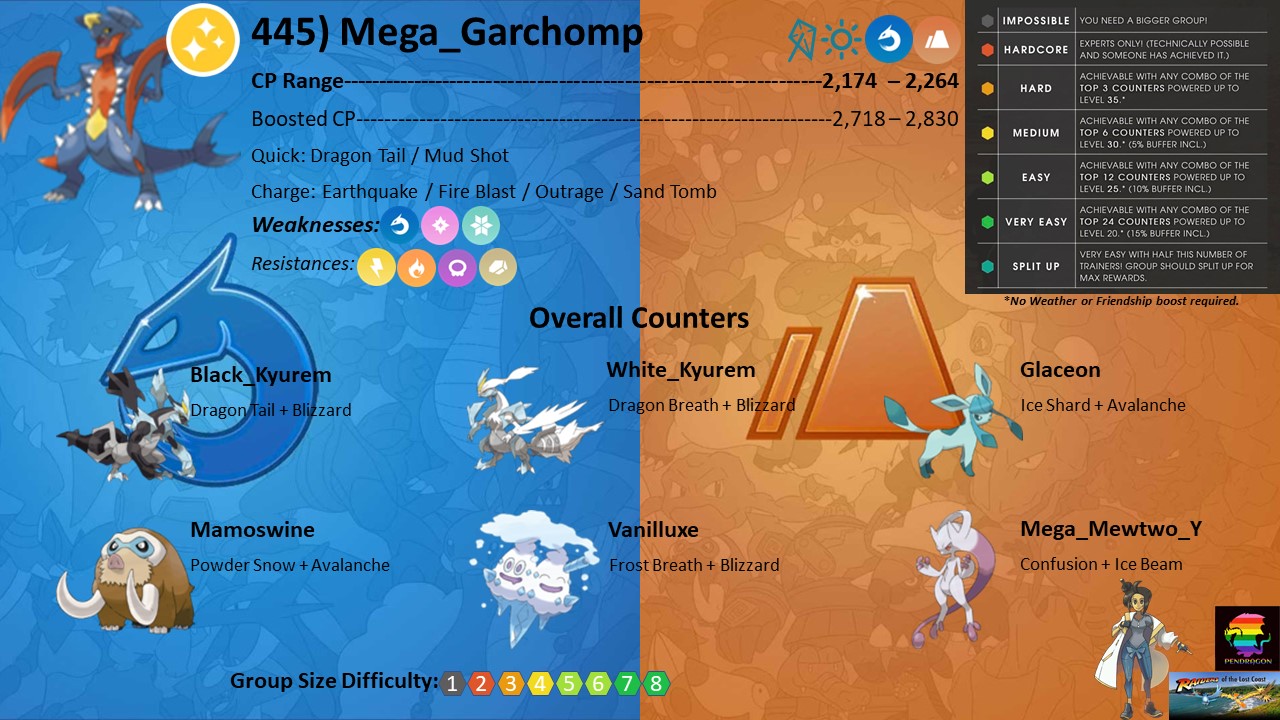 445) Mega_Garchomp
CP Range--------------------------------------------------------------------------------2,174 – 2,264
Boosted CP--------------------------------------------------------------------------------2,718 – 2,830
Quick: Dragon Tail / Mud Shot
Charge: Earthquake / Fire Blast / Outrage / Sand Tomb
Weaknesses:
Resistances:
IMPOSSIBLE YOU NEED A BIGGER GROUP!
HARDCORE EXPERTS ONLY! (TECHNICALLY POSSIBLE
AND SOMEONE HAS ACHIEVED IT.)
HARD ACHIEVABLE WITH ANY COMBO OF THE
TOP 3 COUNTERS POWERED UP TO
LEVEL 35.*
MEDIUM ACHIEVABLE WITH ANY COMBO OF THE
TOP 6 COUNTERS POWERED UP TO
LEVEL 30.* (5% BUFFER INCL.)
EASY ACHIEVABLE WITH ANY COMBO OF THE
TOP 12 COUNTERS POWERED UP TO
LEVEL 25.* (10% BUFFER INCL.)
VERY EASY ACHIEVABLE WITH ANY COMBO OF THE
TOP 24 COUNTERS POWERED UP TO
LEVEL 20.* (15% BUFFER INCL.)
SPLIT UP VERY EASY WITH HALF THIS NUMBER OF
TRAINERS! GROUP SHOULD SPLIT UP FOR
MAX REWARDS.
*No Weather or Friendship boost required.
Overall Counters
Black_Kyurem
Dragon Tail + Blizzard
White_Kyurem
Dragon Breath + Blizzard
Glaceon
Ice Shard + Avalanche
Mamoswine
Powder Snow + Avalanche
Vanilluxe
Frost Breath + Blizzard
Mega_Mewtwo_Y
Confusion + Ice Beam
Group Size Difficulty: 1 2 3 4 5 6 7 8
PENDRAGON
RAIDERS of the Lost Coast